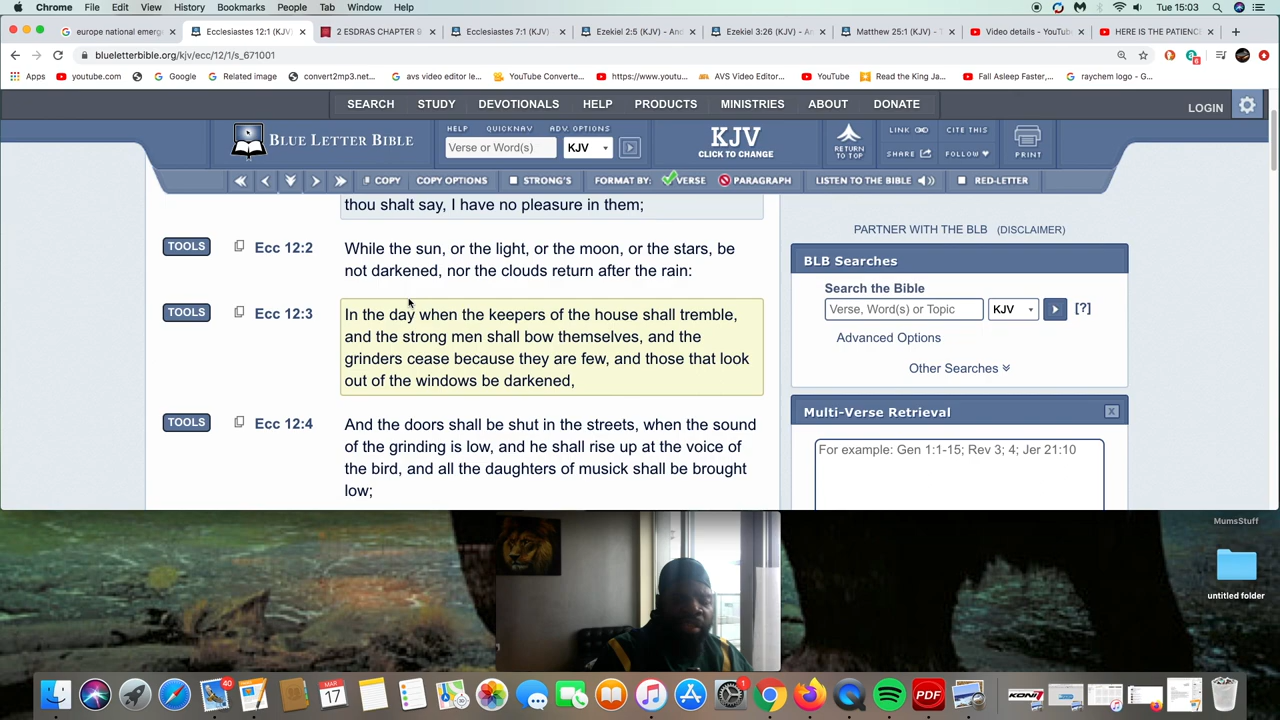 Chrome File Edit View History Bookmarks People Tab Window Help Tue 15:03
europe national emerg Ecclesiastes 12:1 (KJV) 2 ESDRAS CHAPTER 9 Ecclesiastes 7:1 (KJV) Ezekiel 2:5 (KJV) - And Ezekiel 3:26 (KJV) - A Matthew 25:1 (KJV) - T Video details - YouTub HERE IS THE PATIENC
blueletterbible.org/kjv/ecc/12/1/s_671001
Apps youtube.com Google Related image convert2mp3.net... avs video editor le... YouTube Converte... https://www.youtu... AVS Video Editor... YouTube Read the King Ja... Fall Asleep Faster,... raychem logo - G...
SEARCH STUDY DEVOTIONALS HELP PRODUCTS MINISTRIES ABOUT DONATE LOGIN
BLUE LETTER BIBLE
HELP QUICKNAV ADV. OPTIONS
Verse or Word(s) KJV
KJV
CLICK TO CHANGE
RETURN TO TOP
LINK CITE THIS
SHARE FOLLOW
PRINT
COPY COPY OPTIONS STRONG'S FORMAT BY: VERSE PARAGRAPH LISTEN TO THE BIBLE RED-LETTER
thou shalt say, I have no pleasure in them;
TOOLS Ecc 12:2 While the sun, or the light, or the moon, or the stars, be
not darkened, nor the clouds return after the rain:
TOOLS Ecc 12:3 In the day when the keepers of the house shall tremble,
and the strong men shall bow themselves, and the
grinders cease because they are few, and those that look
out of the windows be darkened,
TOOLS Ecc 12:4 And the doors shall be shut in the streets, when the sound
of the grinding is low, and he shall rise up at the voice of
the bird, and all the daughters of musick shall be brought
low;
PARTNER WITH THE BLB (DISCLAIMER)
BLB Searches
Search the Bible
Verse, Word(s) or Topic KJV [?]
Advanced Options
Other Searches
Multi-Verse Retrieval X
For example: Gen 1:1-15; Rev 3; 4; Jer 21:10
MumsStuff
untitled folder
40
MAR
17
1
PDF